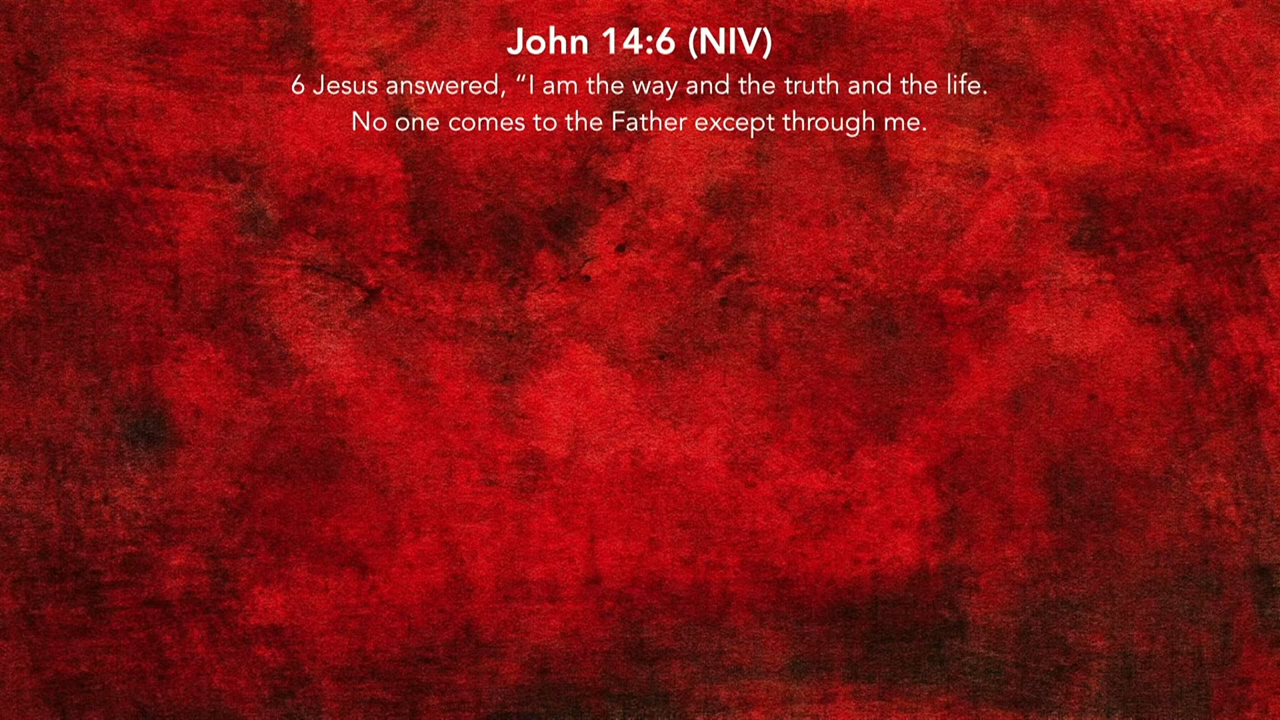 John 14:6 (NIV)
6 Jesus answered, “I am the way and the truth and the life.
No one comes to the Father except through me.